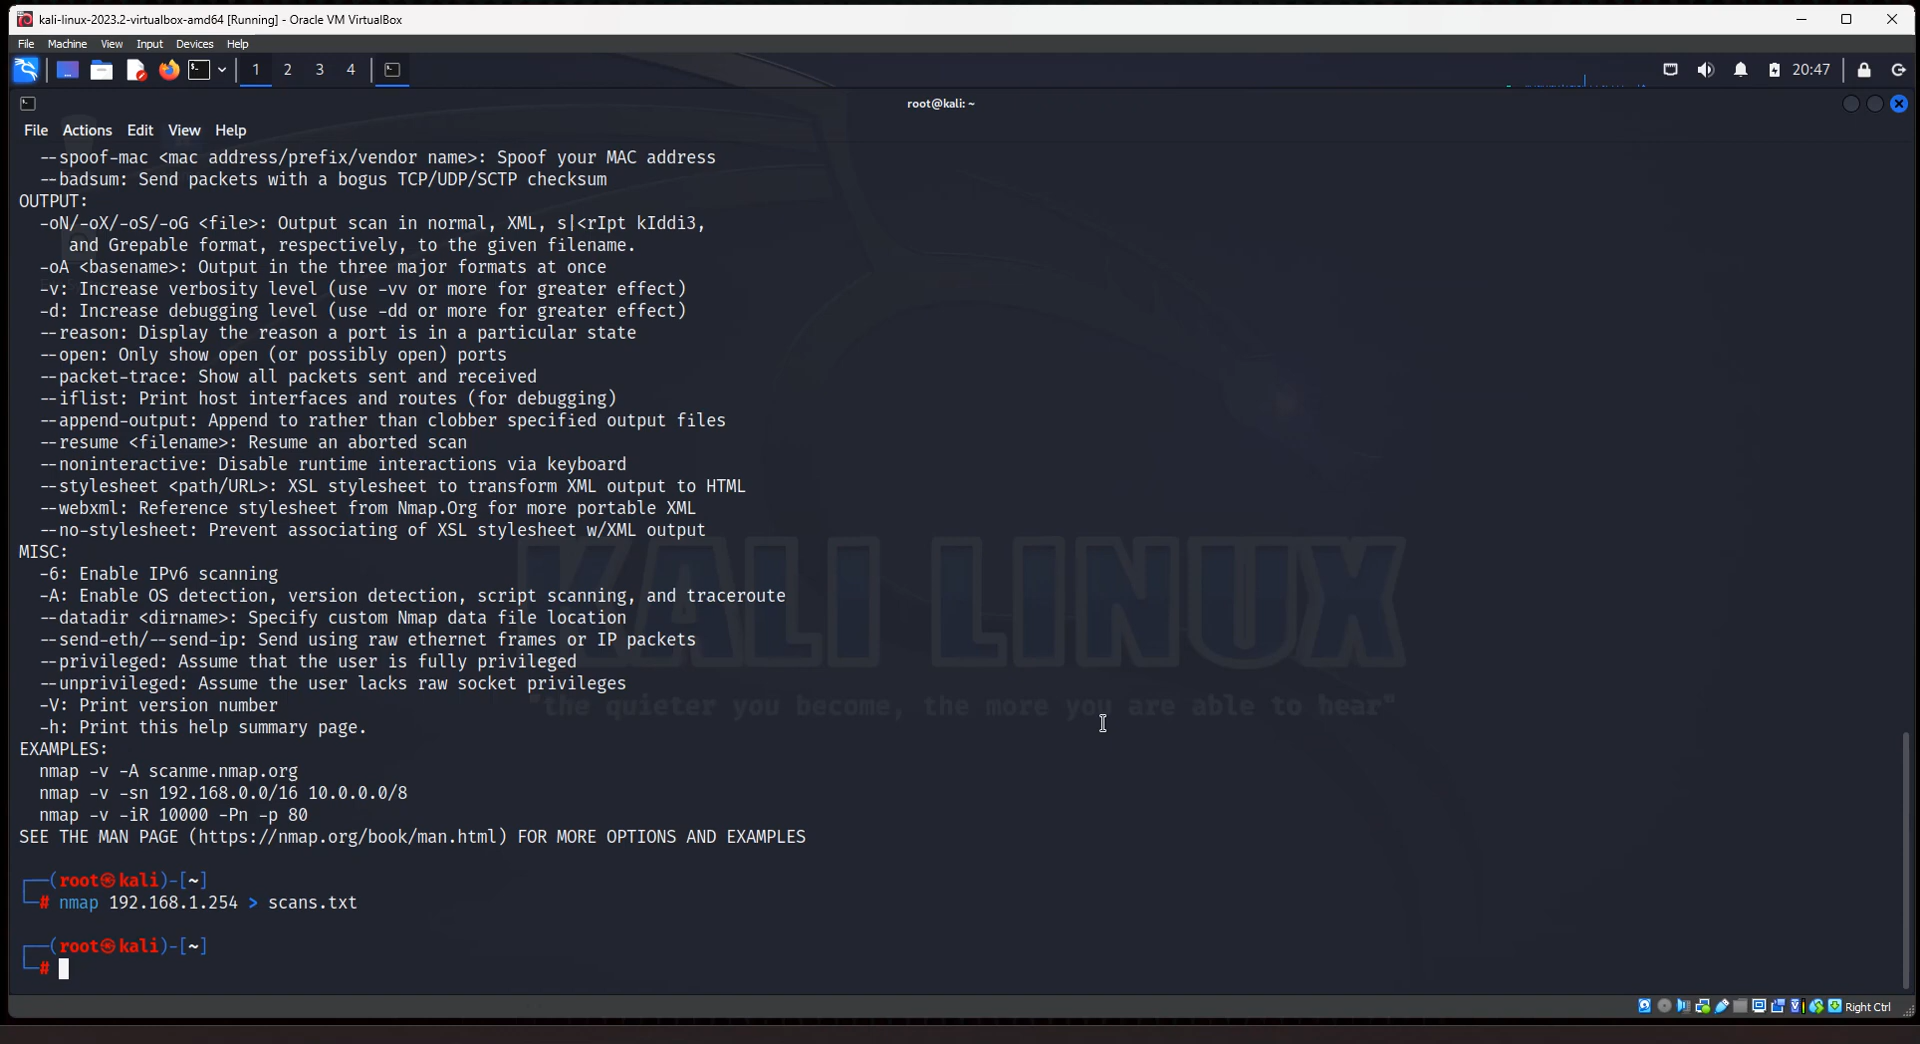 kali-linux-2023.2-virtualbox-amd64 [Running] - Oracle VM VirtualBox
File Machine View Input Devices Help
1 2 3 4 20:47
root@kali: ~
File Actions Edit View Help
--spoof-mac <mac address/prefix/vendor name>: Spoof your MAC address
--badsum: Send packets with a bogus TCP/UDP/SCTP checksum
OUTPUT:
-oN/-oX/-oS/-oG <file>: Output scan in normal, XML, s|<rIpt kIddi3,
and Grepable format, respectively, to the given filename.
-oA <basename>: Output in the three major formats at once
-v: Increase verbosity level (use -vv or more for greater effect)
-d: Increase debugging level (use -dd or more for greater effect)
--reason: Display the reason a port is in a particular state
--open: Only show open (or possibly open) ports
--packet-trace: Show all packets sent and received
--iflist: Print host interfaces and routes (for debugging)
--append-output: Append to rather than clobber specified output files
--resume <filename>: Resume an aborted scan
--noninteractive: Disable runtime interactions via keyboard
--stylesheet <path/URL>: XSL stylesheet to transform XML output to HTML
--webxml: Reference stylesheet from Nmap.Org for more portable XML
--no-stylesheet: Prevent associating of XSL stylesheet w/XML output
MISC:
-6: Enable IPv6 scanning
-A: Enable OS detection, version detection, script scanning, and traceroute
--datadir <dirname>: Specify custom Nmap data file location
--send-eth/--send-ip: Send using raw ethernet frames or IP packets
--privileged: Assume that the user is fully privileged
--unprivileged: Assume the user lacks raw socket privileges
-V: Print version number
-h: Print this help summary page.
EXAMPLES:
nmap -v -A scanme.nmap.org
nmap -v -sn 192.168.0.0/16 10.0.0.0/8
nmap -v -iR 10000 -Pn -p 80
SEE THE MAN PAGE (https://nmap.org/book/man.html) FOR MORE OPTIONS AND EXAMPLES
KALI LINUX
"the quieter you become, the more you are able to hear"
┌──(root㉿kali)-[~]
└─# nmap 192.168.1.254 > scans.txt
┌──(root㉿kali)-[~]
└─#
Right Ctrl